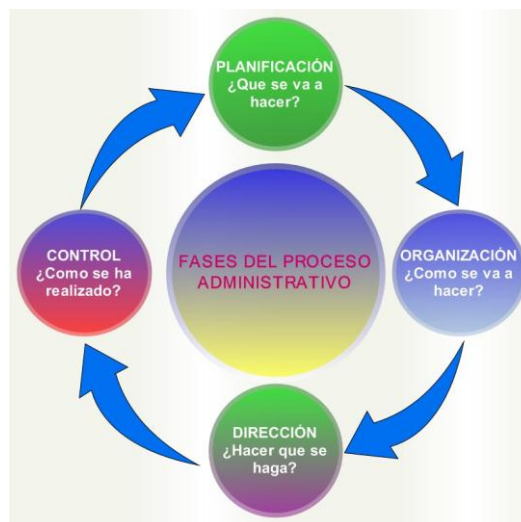 PLANIFICACIÓN
¿Que se va a
hacer?
CONTROL
¿Como se ha
realizado?
FASES DEL PROCESO
ADMINISTRATIVO
ORGANIZACIÓN
¿Como se va a
hacer?
DIRECCIÓN
¿Hacer que se
haga?